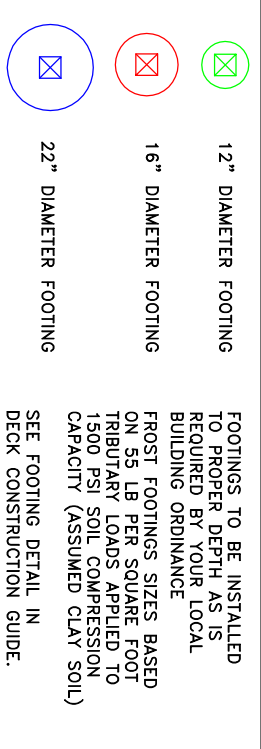 12" DIAMETER FOOTING
16" DIAMETER FOOTING
22" DIAMETER FOOTING
FOOTINGS TO BE INSTALLED
TO PROPER DEPTH AS IS
REQUIRED BY YOUR LOCAL
BUILDING ORDINANCE
FROST FOOTINGS SIZES BASED
ON 55 LB PER SQUARE FOOT
TRIBUTARY LOADS APPLIED TO
1500 PSI SOIL COMPRESSION
CAPACITY (ASSUMED CLAY SOIL)
SEE FOOTING DETAIL IN
DECK CONSTRUCTION GUIDE.